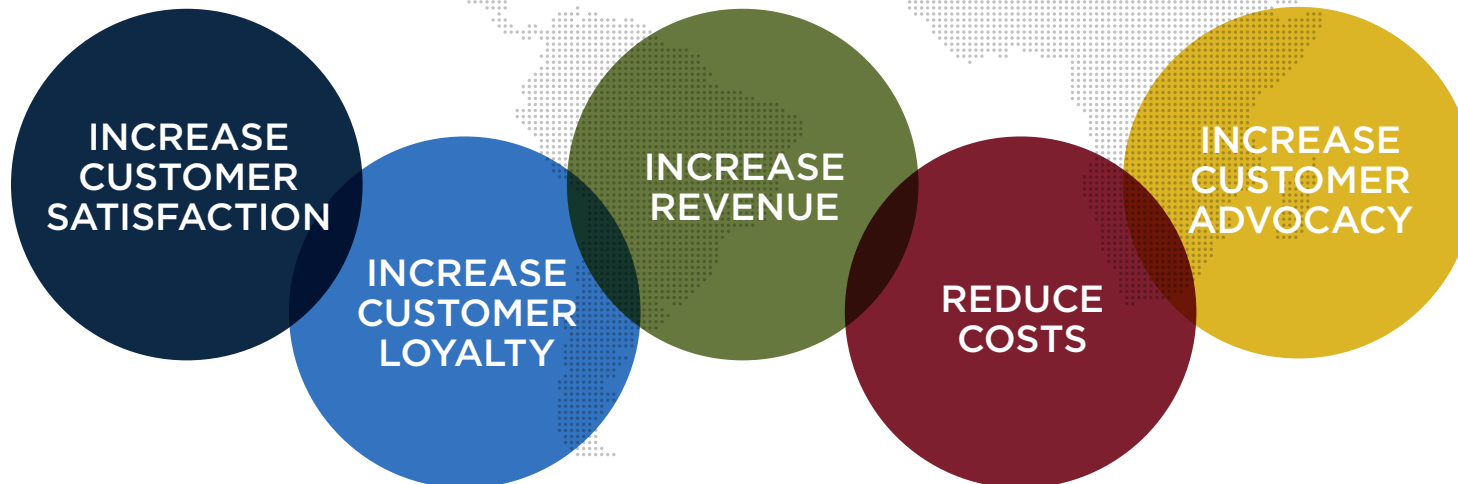 INCREASE
CUSTOMER
SATISFACTION
INCREASE
CUSTOMER
LOYALTY
INCREASE
REVENUE
REDUCE
COSTS
INCREASE
CUSTOMER
ADVOCACY